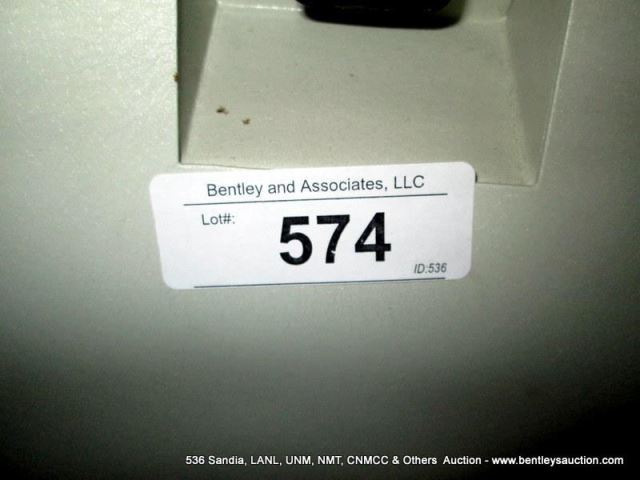 Bentley and Associates, LLC
Lot#:
574
ID:536
536 Sandia, LANL, UNM, NMT, CNMCC & Others Auction - www.bentleysauction.com